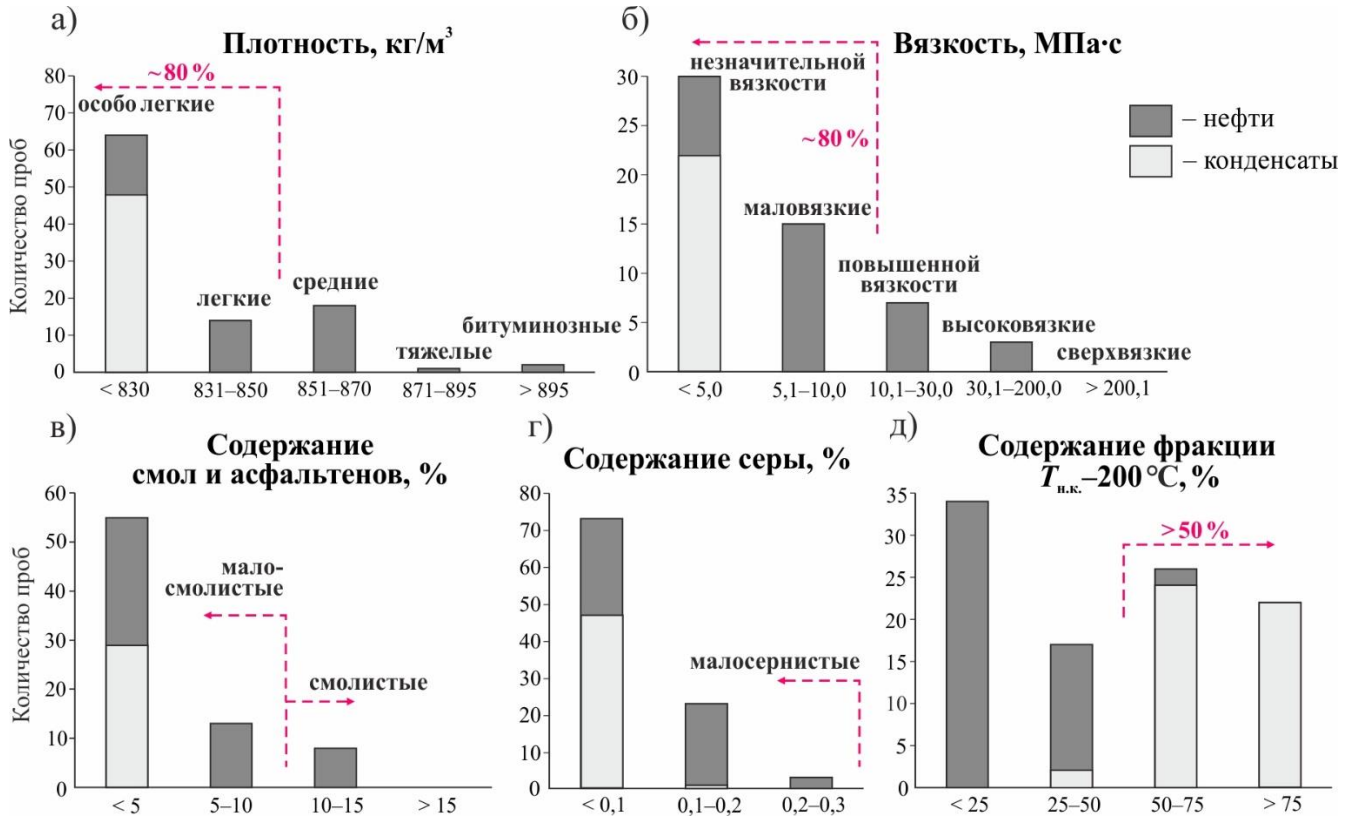 а)
Плотность, кг/м³
Количество проб
80
70
60
50
40
30
20
10
0
~80 %
особо легкие
легкие
средние
тяжелые
битуминозные
< 830
831–850
851–870
871–895
> 895
б)
Вязкость, МПа·с
30
25
20
15
10
5
0
незначительной
вязкости
~80 %
маловязкие
повышенной
вязкости
высоковязкие
сверхвязкие
< 5,0
5,1–10,0
10,1–30,0
30,1–200,0
> 200,1
– нефти
– конденсаты
в)
Содержание
смол и асфальтенов, %
Количество проб
60
50
40
30
20
10
0
мало-
смолистые
смолистые
< 5
5–10
10–15
> 15
г)
Содержание серы, %
80
70
60
50
40
30
20
10
0
малосернистые
< 0,1
0,1–0,2
0,2–0,3
д)
Содержание фракции
Tн.к.–200 °С, %
35
30
25
20
15
10
5
0
> 50 %
< 25
25–50
50–75
> 75